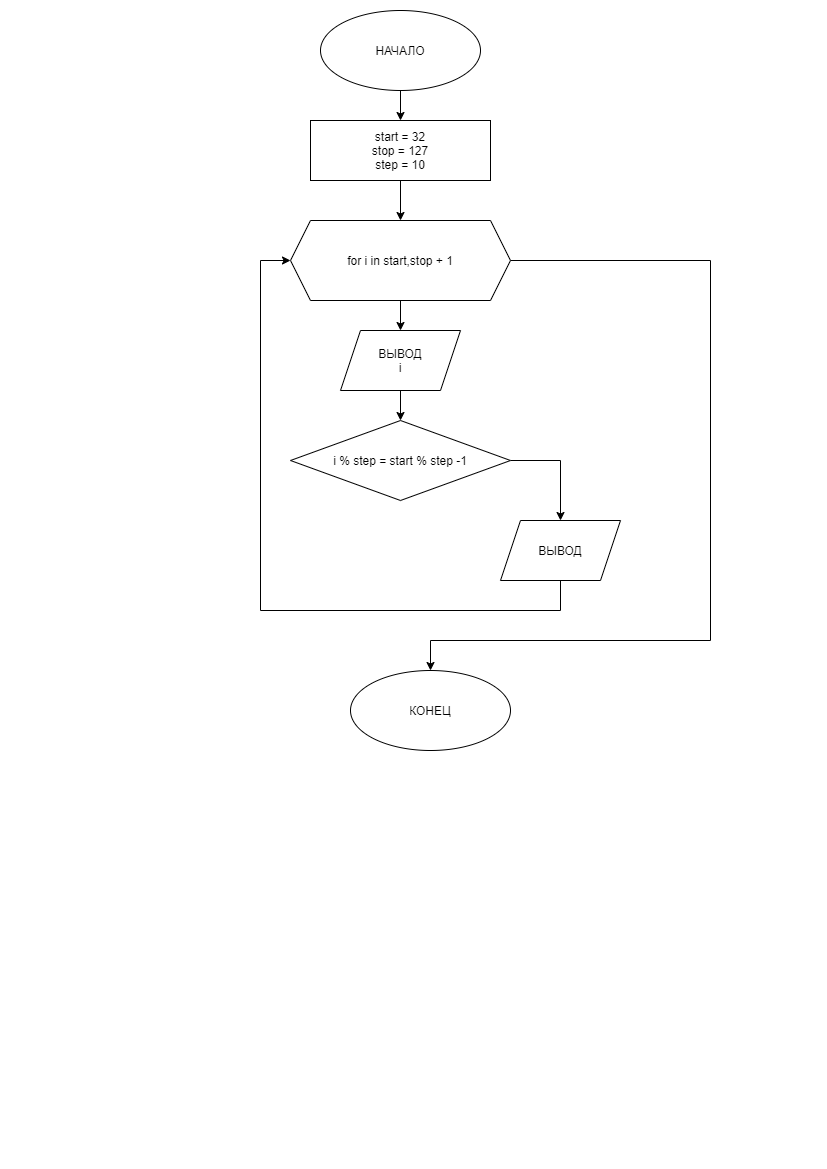 НАЧАЛО
start = 32
stop = 127
step = 10
for i in start,stop + 1
ВЫВОД
i
i % step = start % step -1
ВЫВОД
КОНЕЦ